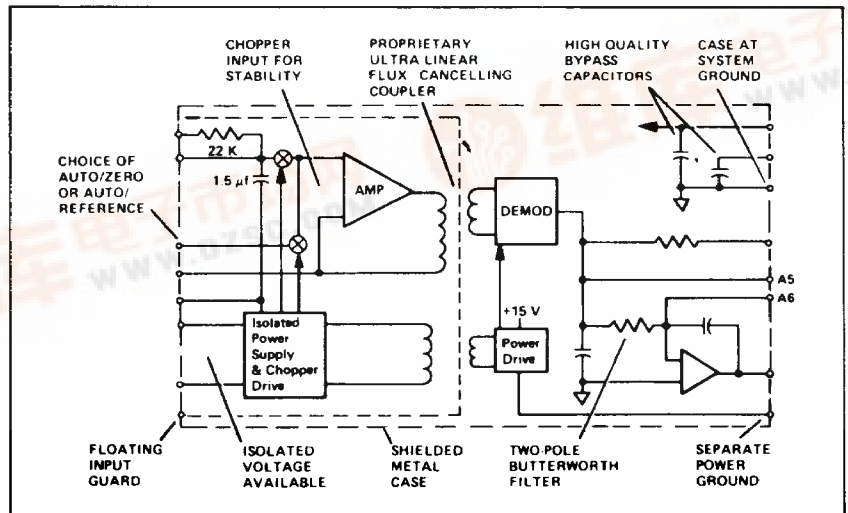 CHOPPER
INPUT FOR
STABILITY
PROPRIETARY
ULTRA LINEAR
FLUX CANCELLING
COUPLER
HIGH QUALITY
BYPASS
CAPACITORS
CASE AT
SYSTEM
GROUND
CHOICE OF
AUTO/ZERO
OR AUTO/
REFERENCE
22 K
1.5 µf
AMP
DEMOD
A5
A6
+15 V
Isolated
Power
Supply
& Chopper
Drive
Power
Drive
FLOATING
INPUT
GUARD
ISOLATED
VOLTAGE
AVAILABLE
SHIELDED
METAL
CASE
TWO-POLE
BUTTERWORTH
FILTER
SEPARATE
POWER
GROUND